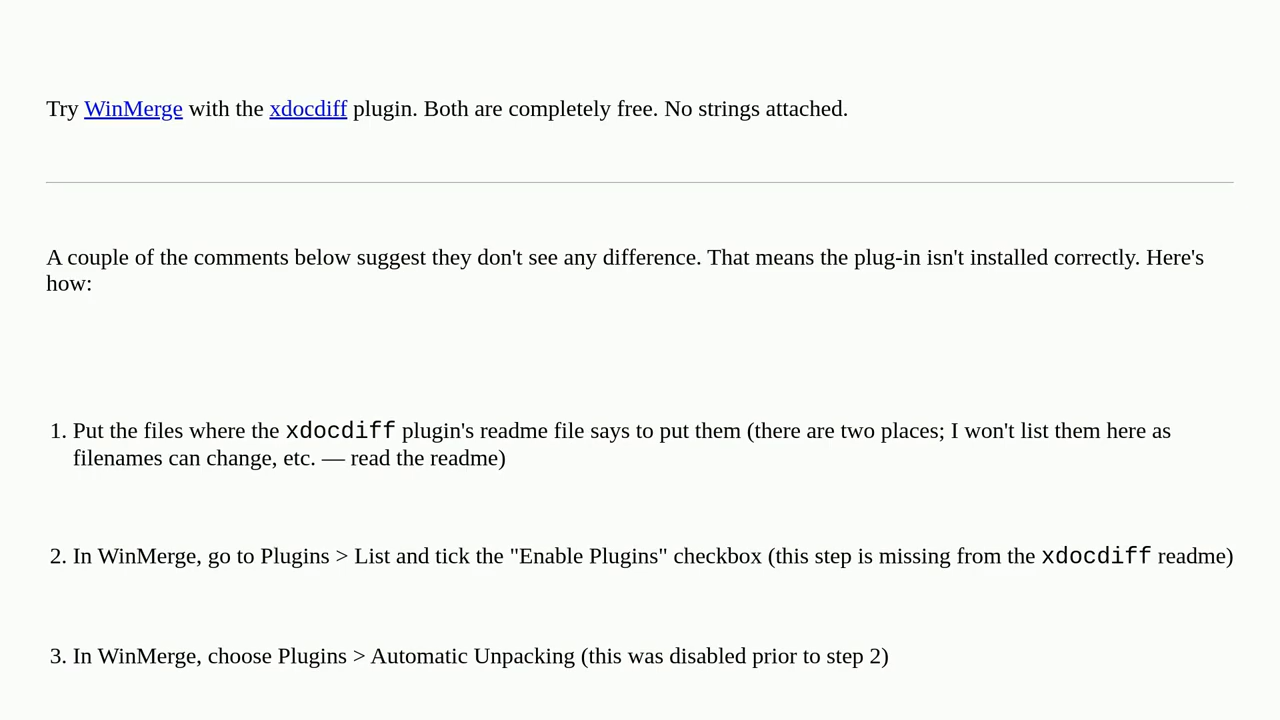 Try WinMerge with the xdocdiff plugin. Both are completely free. No strings attached.
A couple of the comments below suggest they don't see any difference. That means the plug-in isn't installed correctly. Here's
how:
1. Put the files where the xdocdiff plugin's readme file says to put them (there are two places; I won't list them here as
filenames can change, etc. — read the readme)
2. In WinMerge, go to Plugins > List and tick the "Enable Plugins" checkbox (this step is missing from the xdocdiff readme)
3. In WinMerge, choose Plugins > Automatic Unpacking (this was disabled prior to step 2)